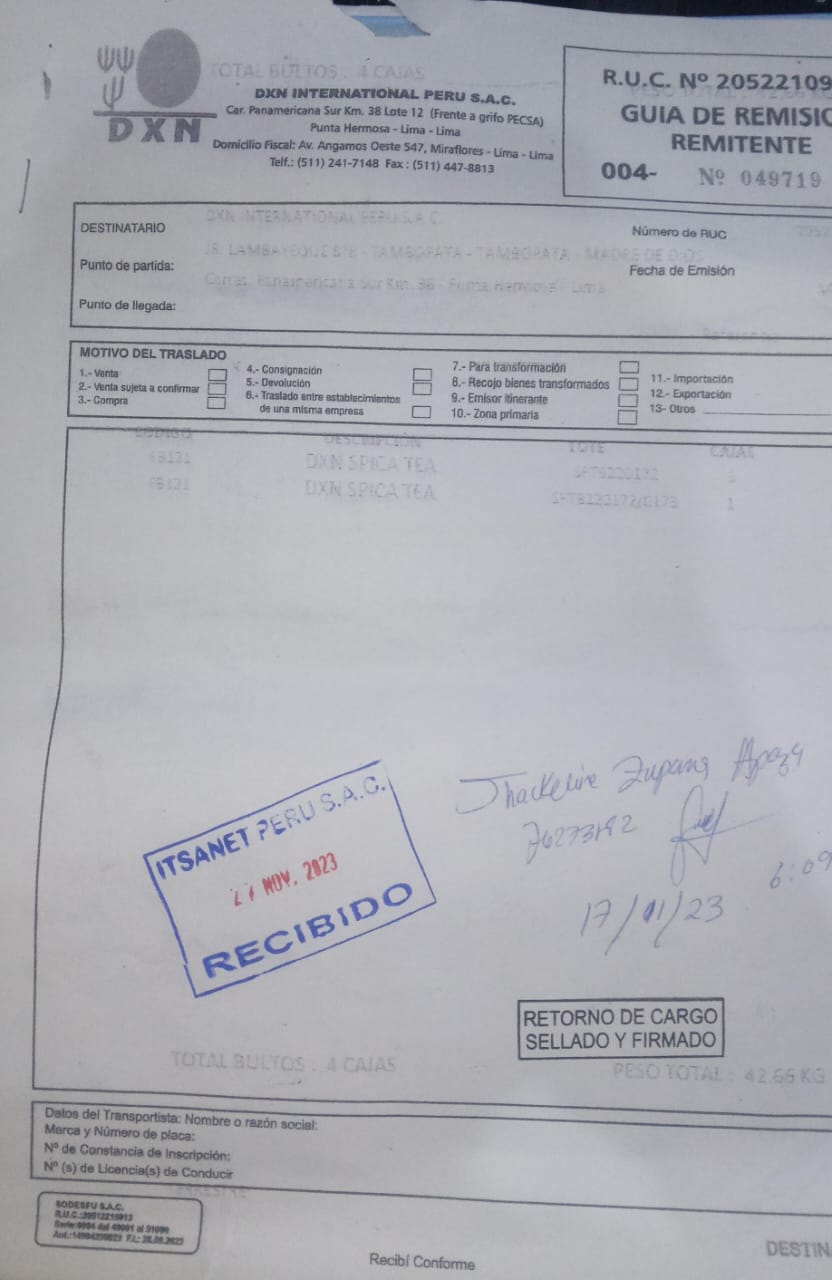 TOTAL BULTOS : 4 CAJAS
DXN
DXN INTERNATIONAL PERU S.A.C.
Car. Panamericana Sur Km. 38 Lote 12 (Frente a grifo PECSA)
Punta Hermosa - Lima - Lima
Domicilio Fiscal: Av. Angamos Oeste 547, Miraflores - Lima - Lima
Telf.: (511) 241-7148 Fax : (511) 447-8813
R.U.C. Nº 20522109
GUIA DE REMISIO
REMITENTE
004- Nº 049719
DXN INTERNATIONAL PERU S.A.C.
DESTINATARIO
Número de RUC
JR. LAMBAYEQUE - TAMBOPATA - TAMBOPATA - MADRE DE DIOS
Punto de partida:
Fecha de Emisión
Carret. Panamericana Sur Km. 38 - Punta Hermosa - Lima
Punto de llegada:
MOTIVO DEL TRASLADO
1.- Venta
2.- Venta sujeta a confirmar
3.- Compra
4.- Consignación
5.- Devolución
6.- Traslado entre establecimientos
de una misma empresa
7.- Para transformación
8.- Recojo bienes transformados
9.- Emisor itinerante
10.- Zona primaria
11.- Importación
12.- Exportación
13- Otros
CODIGO DESCRIPCION LOTE CAJAS
DXN SPICA TEA
DXN SPICA TEA 1
Jhackeline Zupana Apaza
76273192
6:09
17/11/23
ITSANET PERU S.A.C.
NOV. 2023
RECIBIDO
RETORNO DE CARGO
SELLADO Y FIRMADO
TOTAL BULTOS : 4 CAJAS
PESO TOTAL : 42.66 KG
Datos del Transportista: Nombre o razón social:
Marca y Número de placa:
Nº de Constancia de Inscripción:
Nº (s) de Licencia(s) de Conducir
TERRESTRE
SODESFU S.A.C.
Recibí Conforme
DESTIN